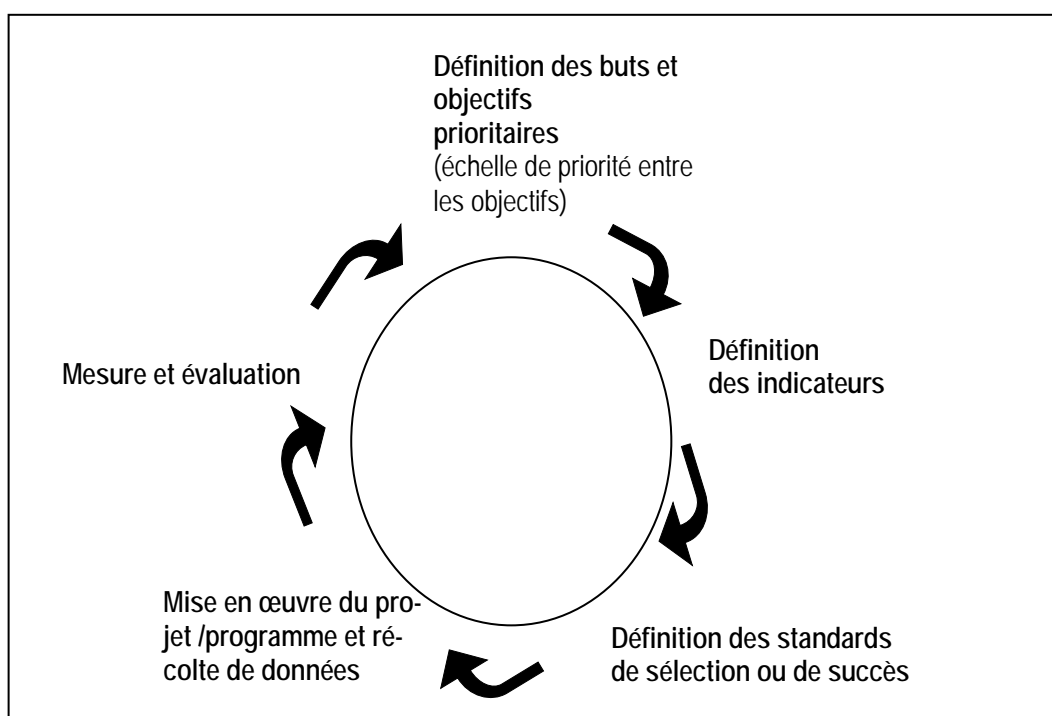 Définition des buts et
objectifs
prioritaires
(échelle de priorité entre
les objectifs)
Définition
des indicateurs
Définition des standards
de sélection ou de succès
Mise en œuvre du pro-
jet /programme et ré-
colte de données
Mesure et évaluation